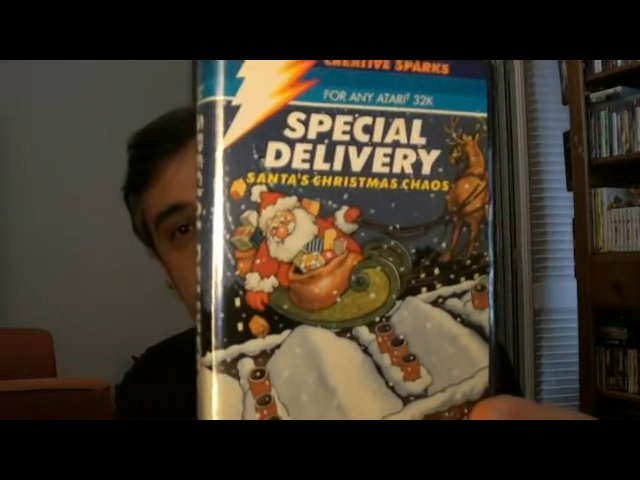 CREATIVE SPARKS
FOR ANY ATARI† 32K
SPECIAL
DELIVERY
SANTA'S CHRISTMAS CHAOS